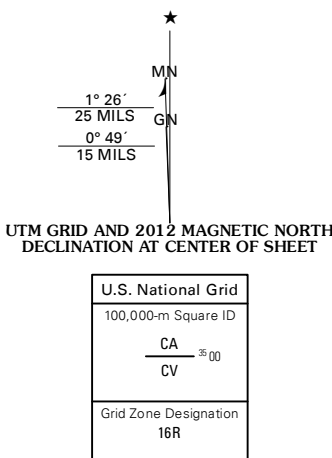 MN
1° 26´
25 MILS
GN
0° 49´
15 MILS
UTM GRID AND 2012 MAGNETIC NORTH
DECLINATION AT CENTER OF SHEET
U.S. National Grid
100,000-m Square ID
CA
35 00
CV
Grid Zone Designation
16R